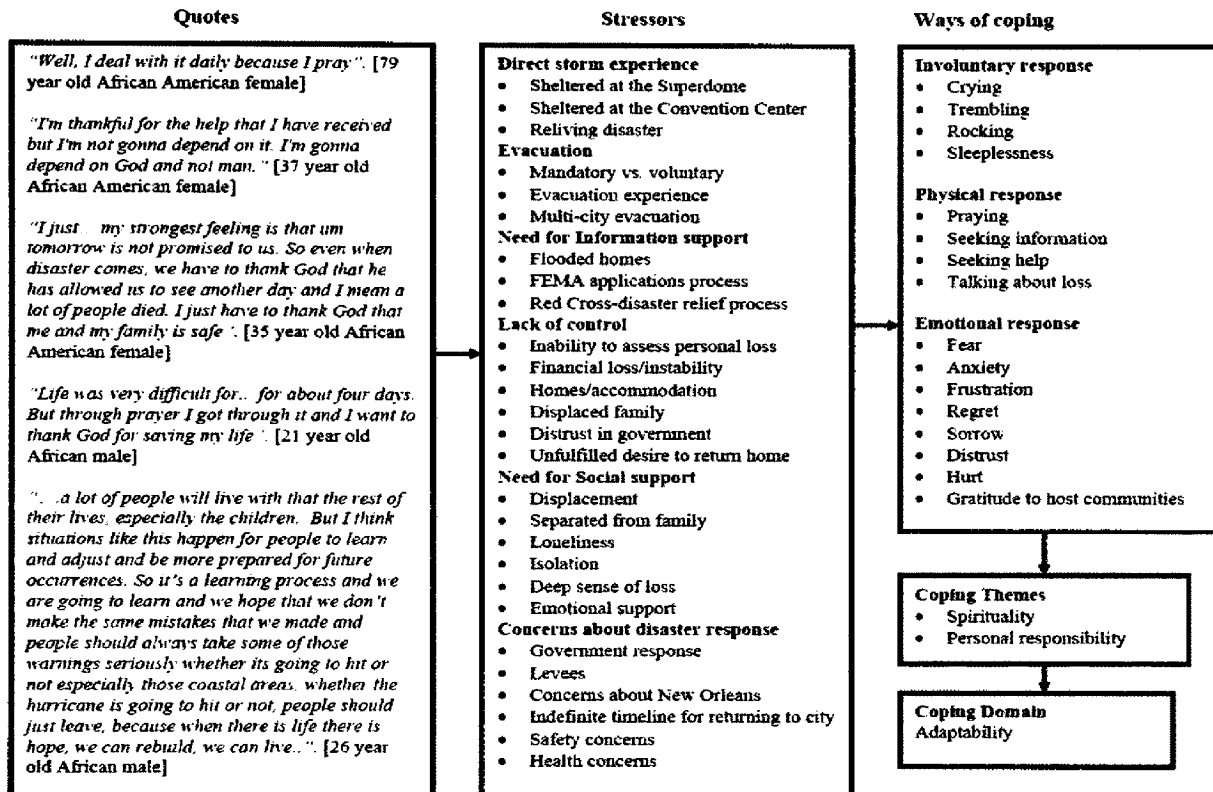 Quotes
"Well, I deal with it daily because I pray". [79
year old African American female]
"I'm thankful for the help that I have received
but I'm not gonna depend on it. I'm gonna
depend on God and not man. " [37 year old
African American female]
"I just... my strongest feeling is that um
tomorrow is not promised to us. So even when
disaster comes, we have to thank God that he
has allowed us to see another day and I mean a
lot of people died. I just have to thank God that
me and my family is safe ". [35 year old African
American female]
"Life was very difficult for.. for about four days.
But through prayer I got through it and I want to
thank God for saving my life ". [21 year old
African male]
"...a lot of people will live with that the rest of
their lives, especially the children. But I think
situations like this happen for people to learn
and adjust and be more prepared for future
occurrences. So it's a learning process and we
are going to learn and we hope that we don't
make the same mistakes that we made and
people should always take some of those
warnings seriously whether its going to hit or
not especially those coastal areas, whether the
hurricane is going to hit or not, people should
just leave, because when there is life there is
hope, we can rebuild, we can live..". [26 year
old African male]
Stressors
Direct storm experience
• Sheltered at the Superdome
• Sheltered at the Convention Center
• Reliving disaster
Evacuation
• Mandatory vs. voluntary
• Evacuation experience
• Multi-city evacuation
Need for Information support
• Flooded homes
• FEMA applications process
• Red Cross-disaster relief process
Lack of control
• Inability to assess personal loss
• Financial loss/instability
• Homes/accommodation
• Displaced family
• Distrust in government
• Unfulfilled desire to return home
Need for Social support
• Displacement
• Separated from family
• Loneliness
• Isolation
• Deep sense of loss
• Emotional support
Concerns about disaster response
• Government response
• Levees
• Concerns about New Orleans
• Indefinite timeline for returning to city
• Safety concerns
• Health concerns
Ways of coping
Involuntary response
• Crying
• Trembling
• Rocking
• Sleeplessness
Physical response
• Praying
• Seeking information
• Seeking help
• Talking about loss
Emotional response
• Fear
• Anxiety
• Frustration
• Regret
• Sorrow
• Distrust
• Hurt
• Gratitude to host communities
Coping Themes
• Spirituality
• Personal responsibility
Coping Domain
Adaptability